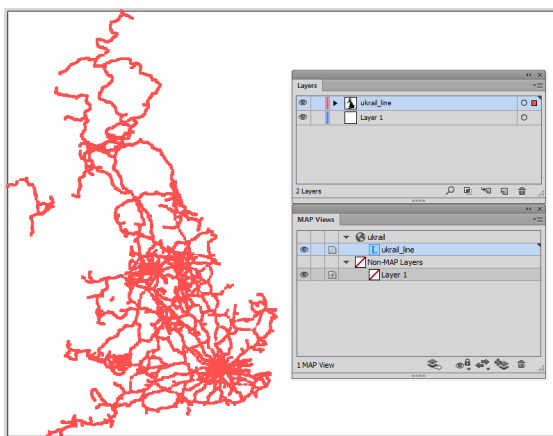 Layers
ukrail_line
Layer 1
2 Layers
MAP Views
ukrail
ukrail_line
Non-MAP Layers
Layer 1
1 MAP View